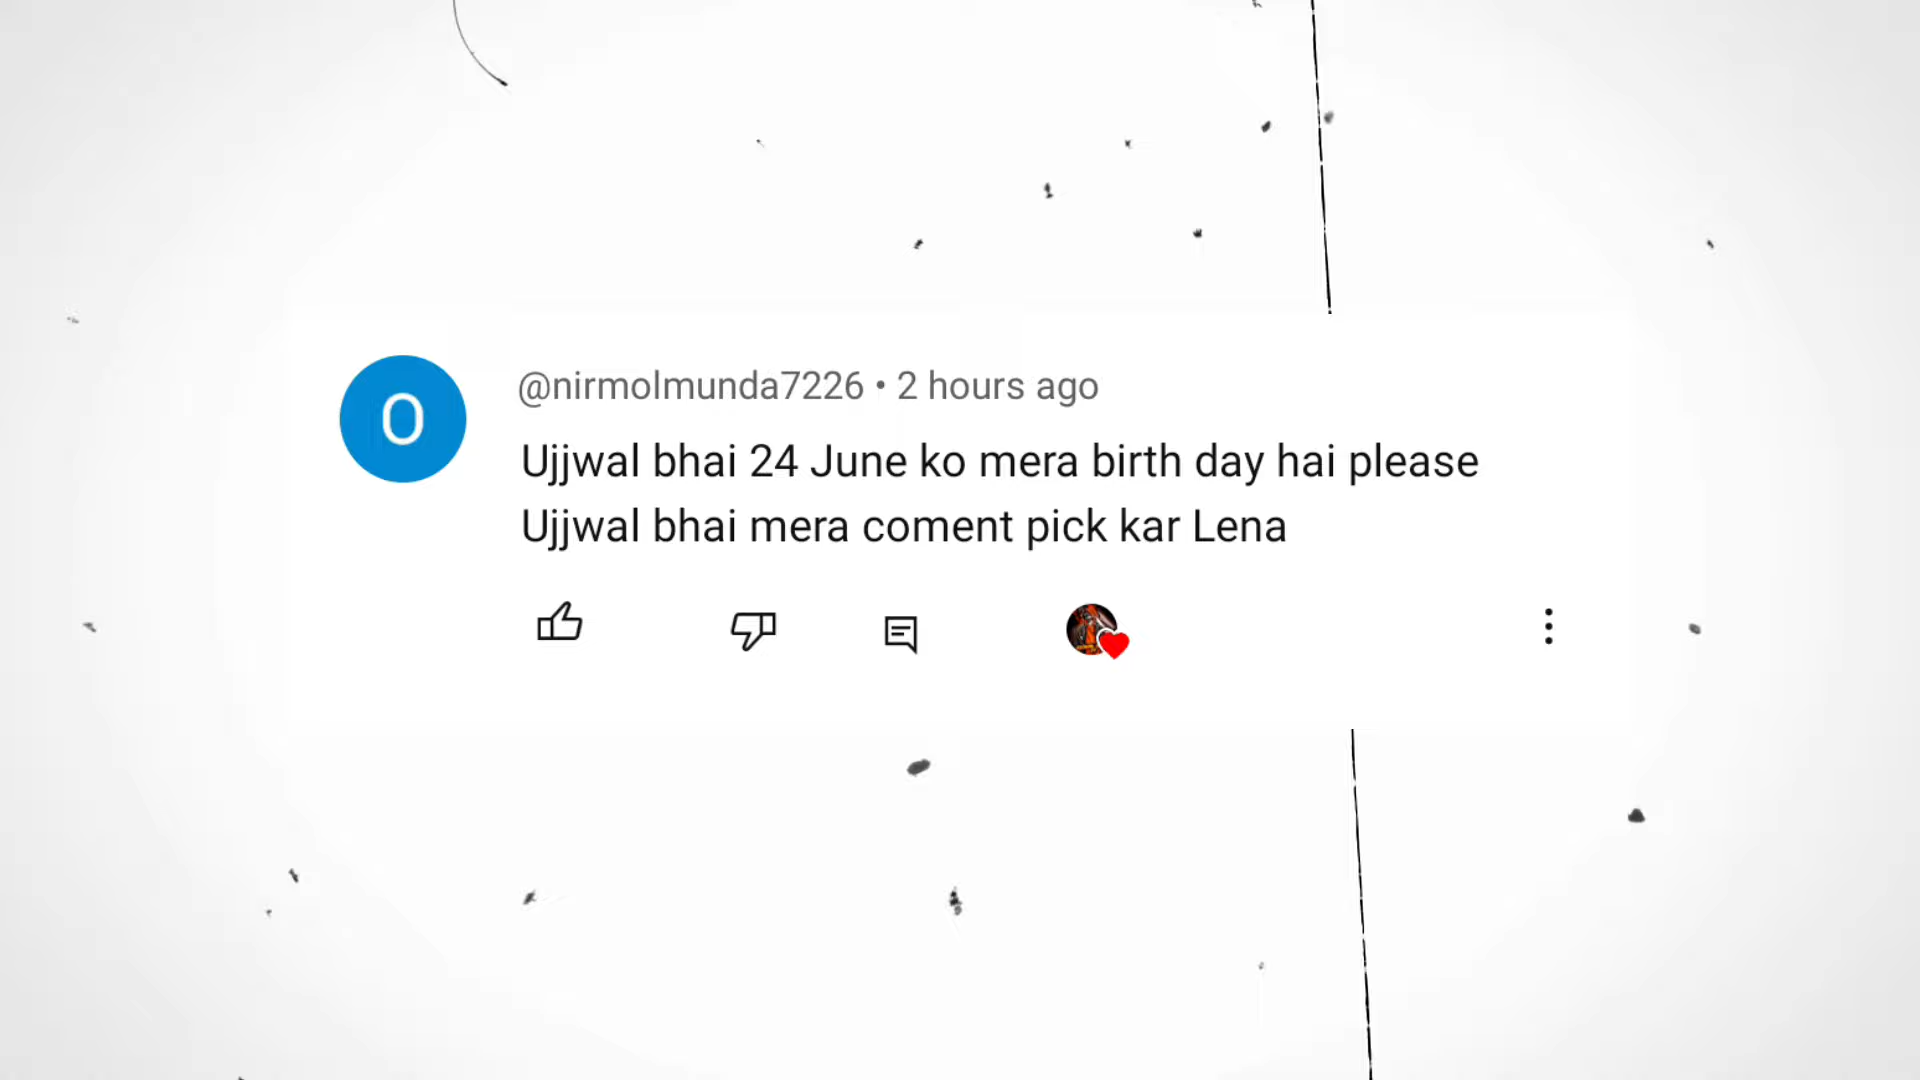 O
@nirmolmunda7226 • 2 hours ago
Ujjwal bhai 24 June ko mera birth day hai please
Ujjwal bhai mera coment pick kar Lena